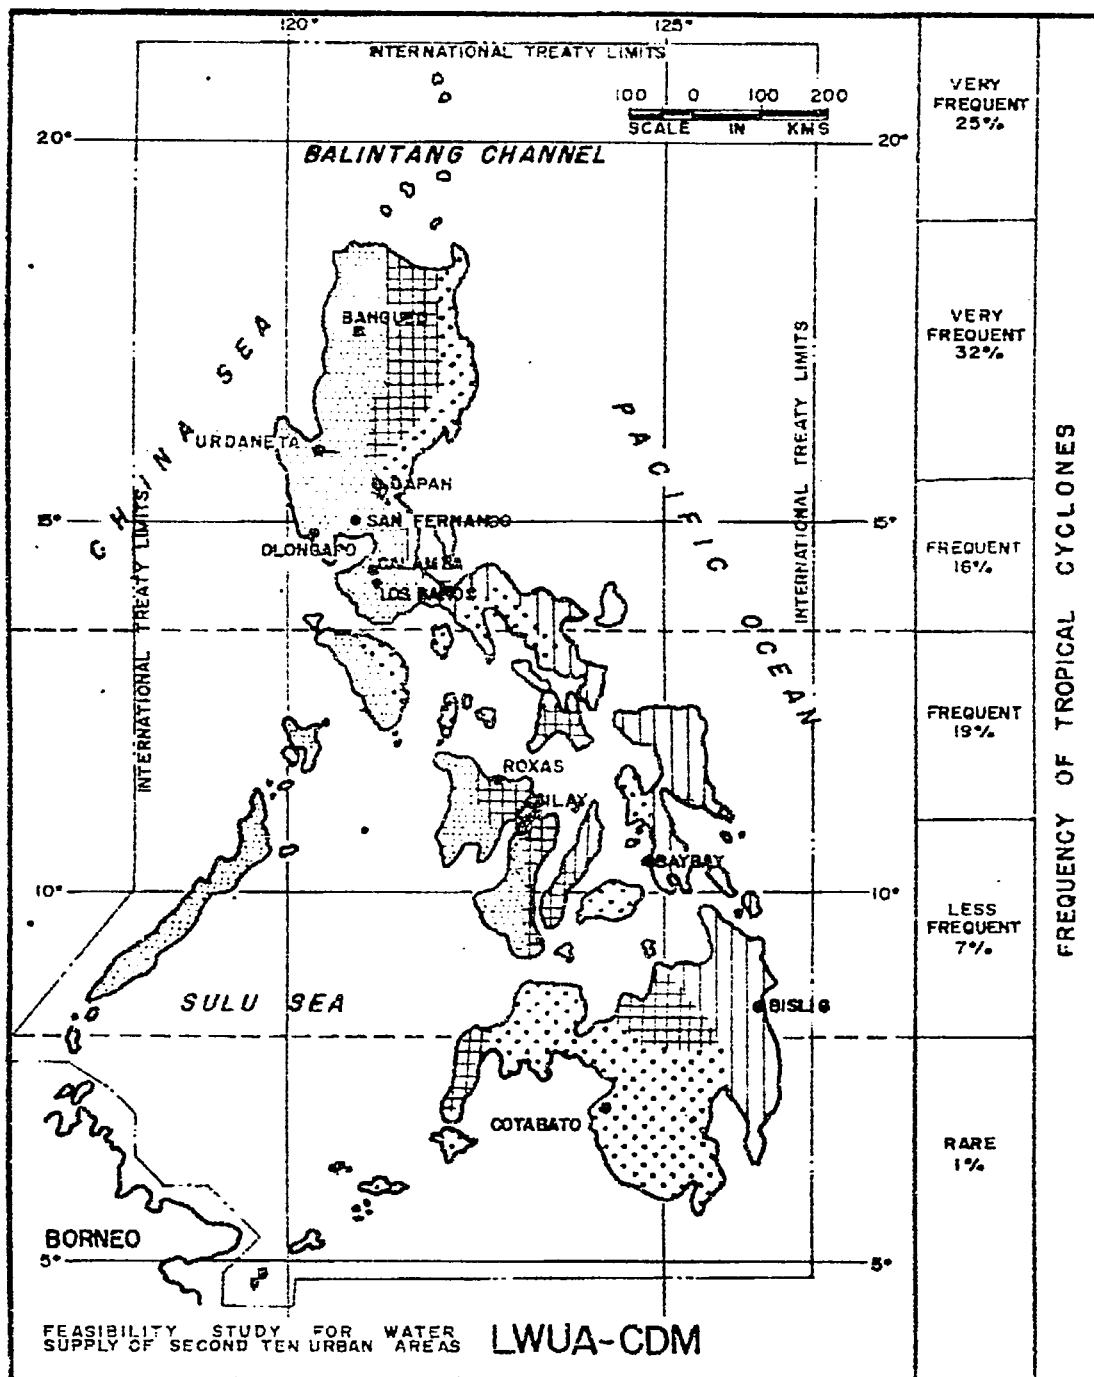 120°
125°
INTERNATIONAL TREATY LIMITS
100 0 100 200
SCALE IN KMS
20°
20°
BALINTANG CHANNEL
VERY
FREQUENT
25%
CHINA SEA
BANGUED
VERY
FREQUENT
32%
INTERNATIONAL TREATY LIMITS
PACIFIC OCEAN
URDANETA
GAPAN
15°
SAN FERNANDO
15°
OLONGAPO
CALAMBA
LOS BAÑOS
FREQUENT
16%
INTERNATIONAL TREATY LIMITS
FREQUENCY OF TROPICAL CYCLONES
FREQUENT
19%
ROXAS
SILAY
BAYBAY
10°
10°
LESS
FREQUENT
7%
SULU SEA
BISLIG
COTABATO
RARE
1%
BORNEO
5°
5°
FEASIBILITY STUDY FOR WATER
SUPPLY OF SECOND TEN URBAN AREAS
LWUA-CDM